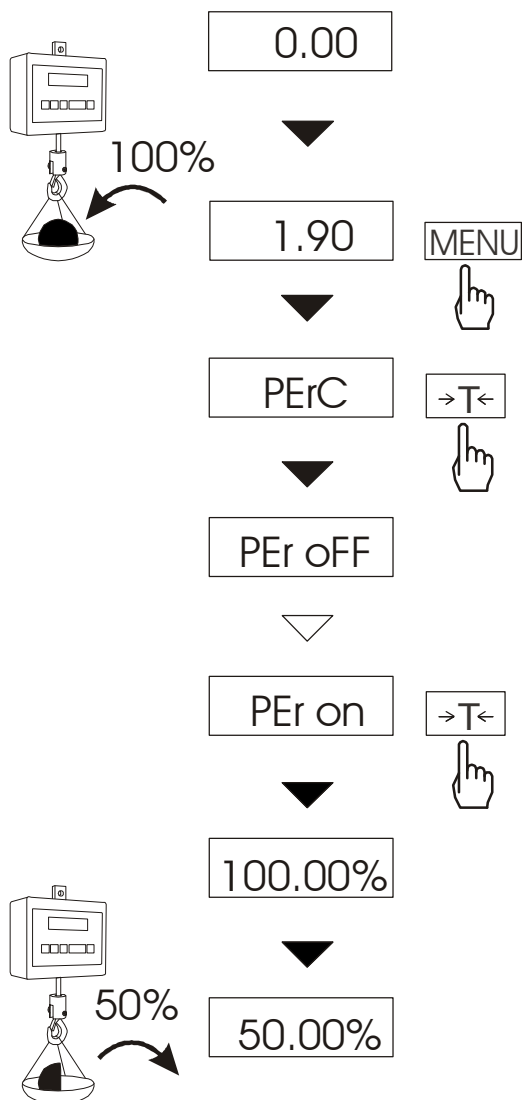 0.00
100%
1.90
MENU
PErC
→T←
PEr oFF
PEr on
→T←
100.00%
50%
50.00%